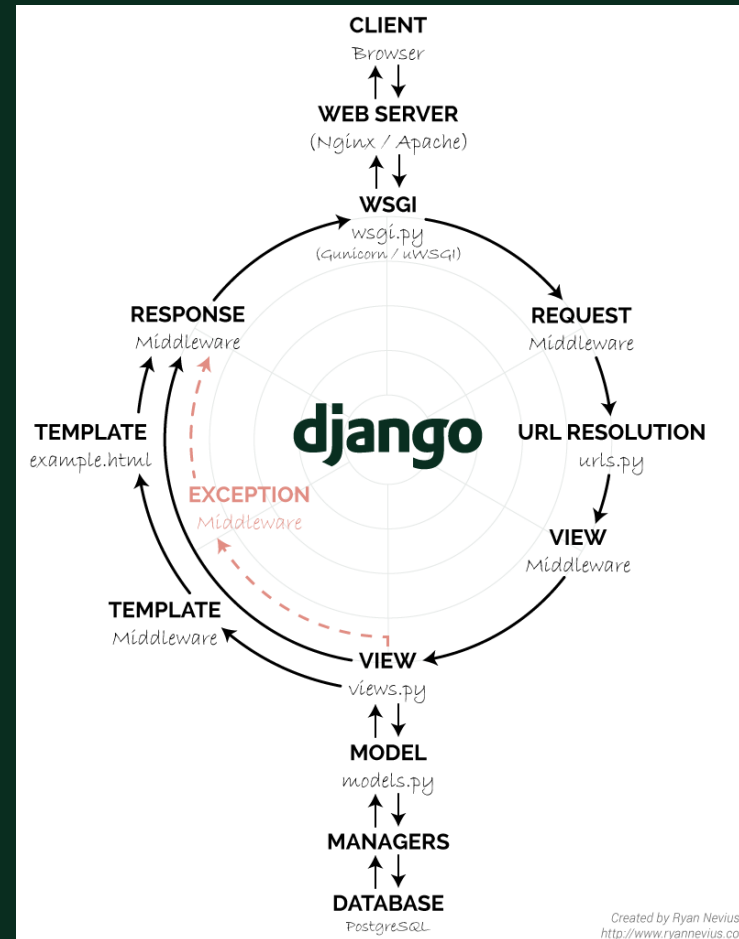 CLIENT
Browser
WEB SERVER
(Nginx / Apache)
WSGI
wsgi.py
(Gunicorn / uWSGI)
RESPONSE
Middleware
REQUEST
Middleware
django
TEMPLATE
example.html
URL RESOLUTION
urls.py
EXCEPTION
Middleware
VIEW
Middleware
TEMPLATE
Middleware
VIEW
views.py
MODEL
models.py
MANAGERS
DATABASE
PostgreSQL
Created by Ryan Nevius
http://www.ryannevius.co